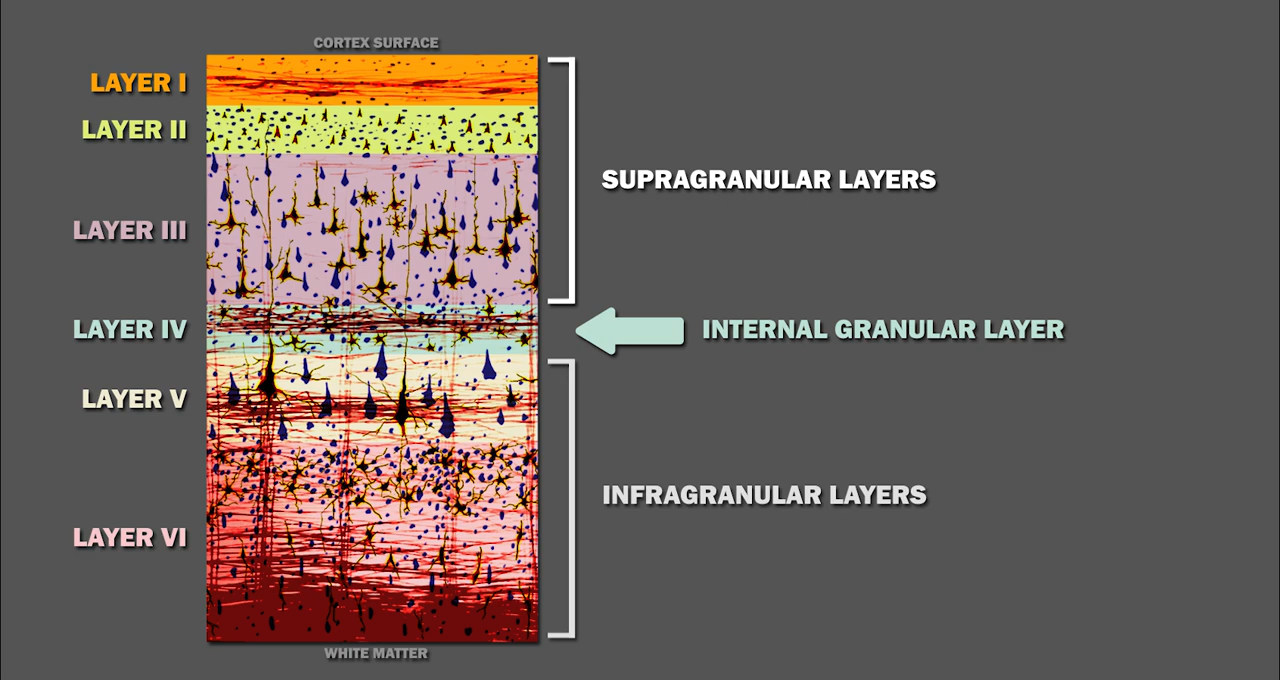 CORTEX SURFACE
LAYER I
LAYER II
SUPRAGRANULAR LAYERS
LAYER III
LAYER IV
INTERNAL GRANULAR LAYER
LAYER V
INFRAGRANULAR LAYERS
LAYER VI
WHITE MATTER